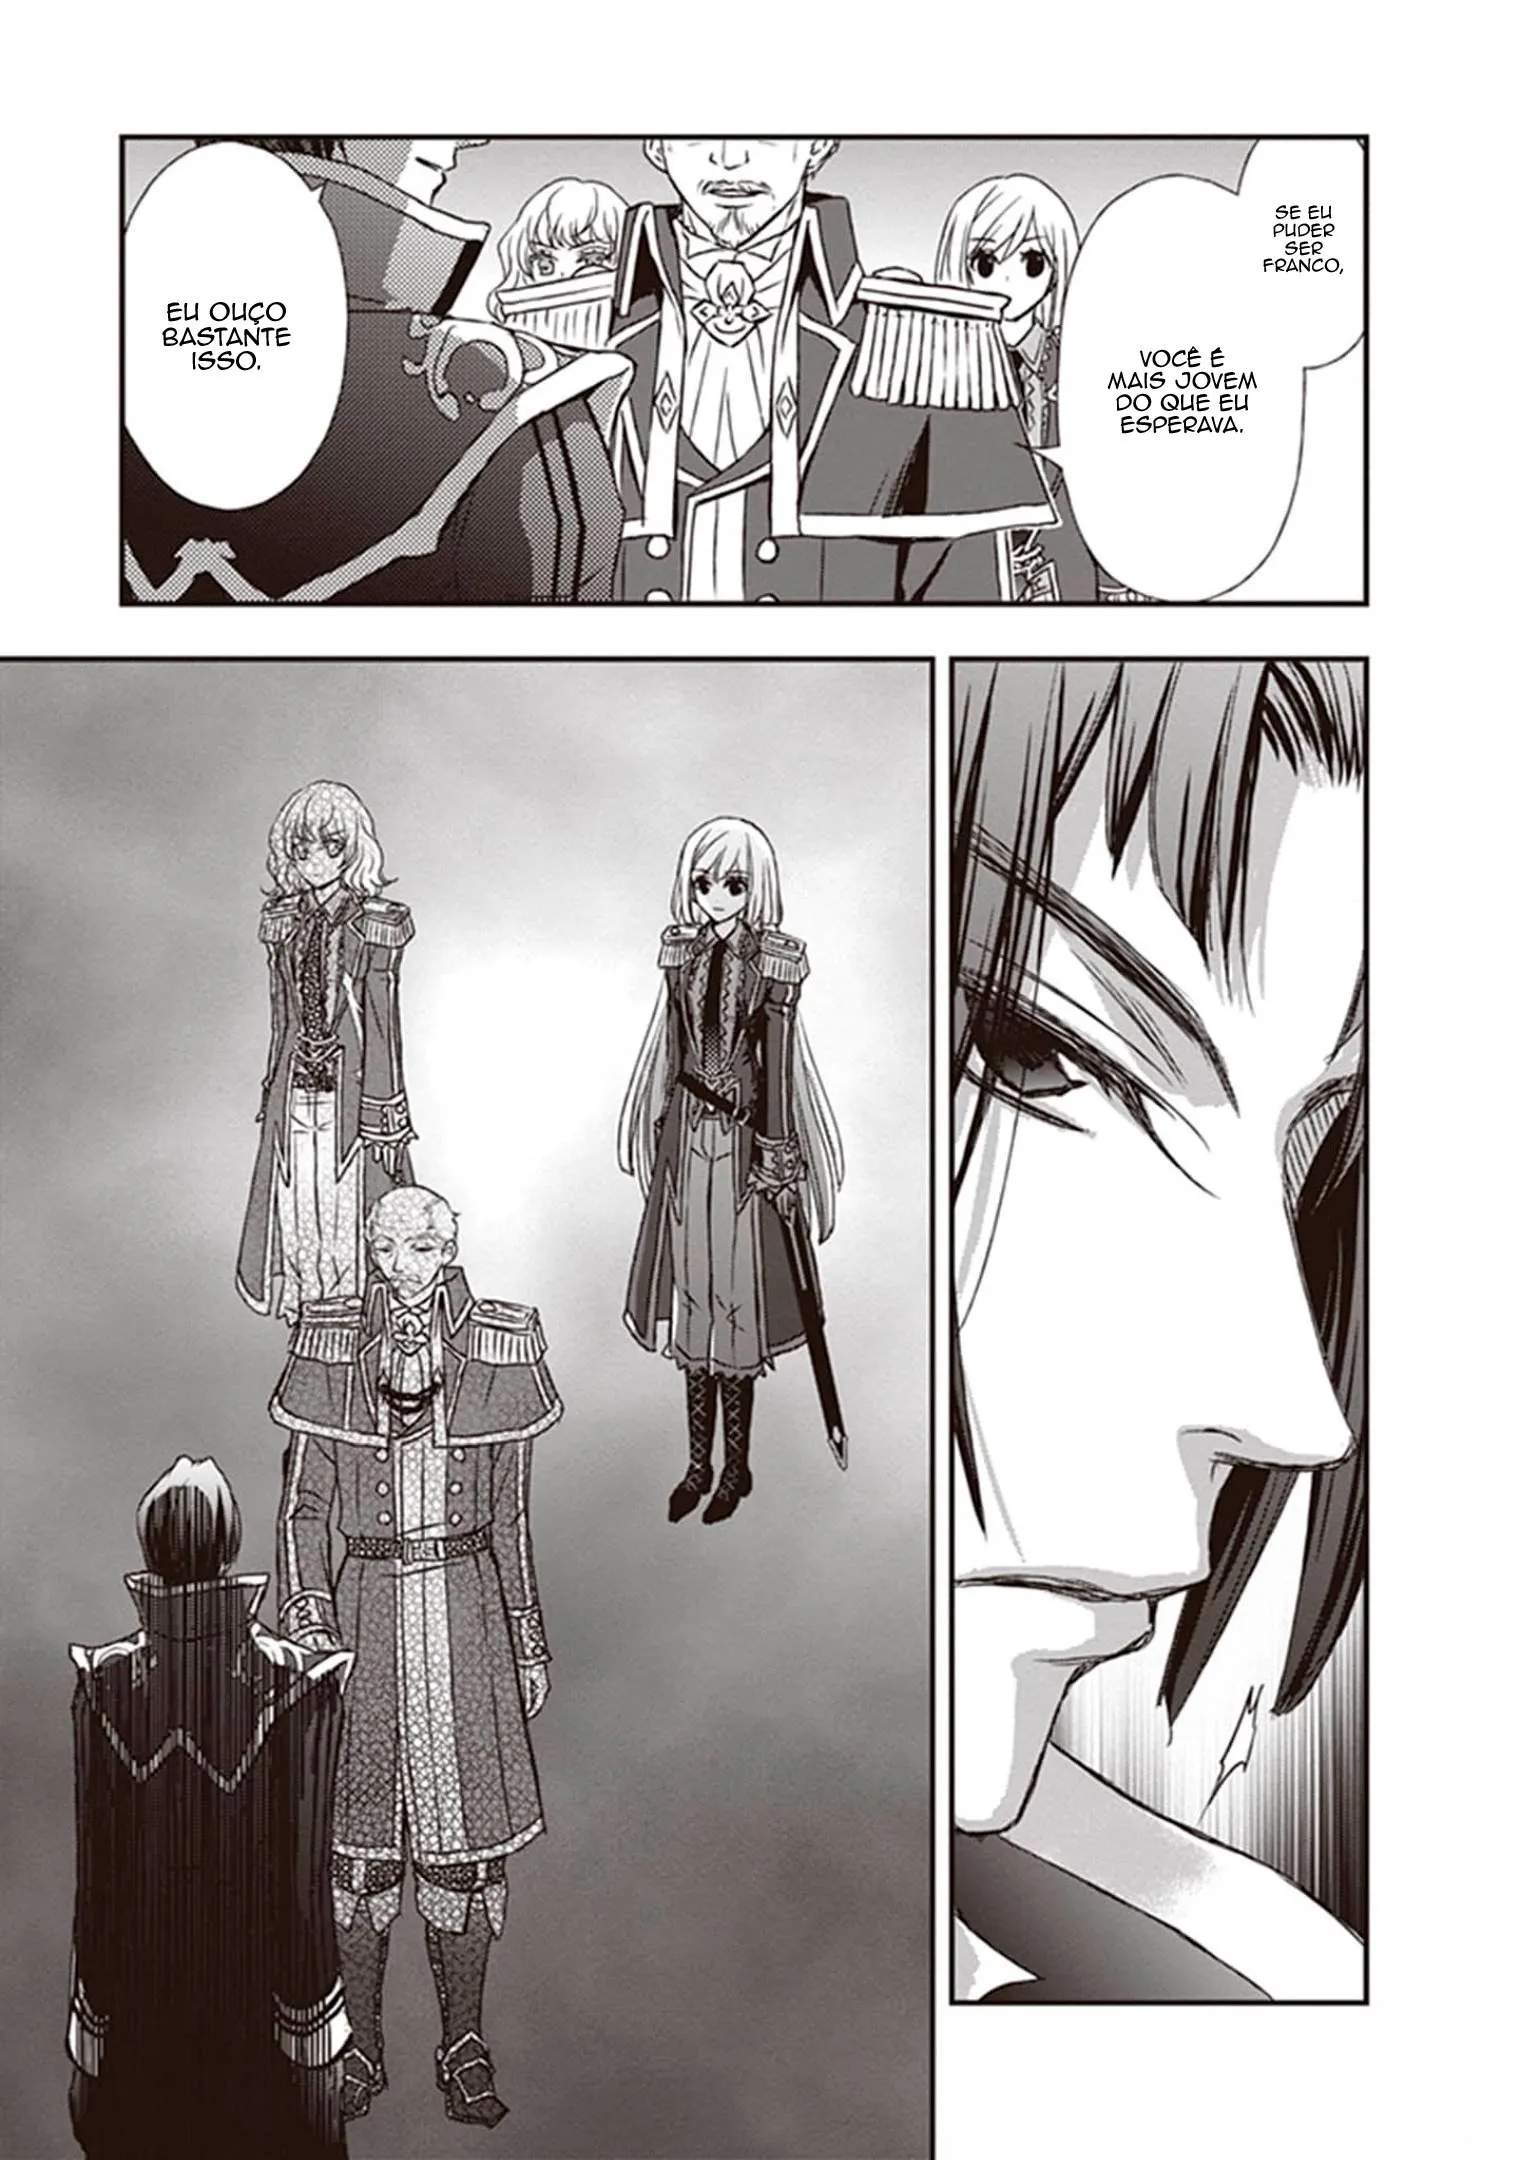 SE EU
PUDER
SER
FRANCO,
VOCÊ É
MAIS JOVEM
DO QUE EU
ESPERAVA.
EU OUÇO
BASTANTE
ISSO.